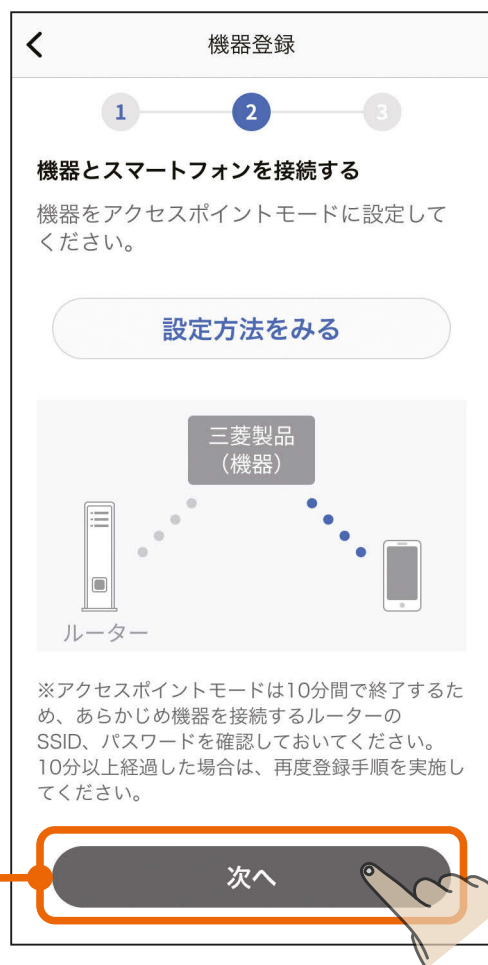 機器登録
1 2 3
機器とスマートフォンを接続する
機器をアクセスポイントモードに設定して
ください。
設定方法をみる
三菱製品
（機器）
ルーター
※アクセスポイントモードは10分間で終了するた
め、あらかじめ機器を接続するルーターの
SSID、パスワードを確認しておいてください。
10分以上経過した場合は、再度登録手順を実施し
てください。
次へ